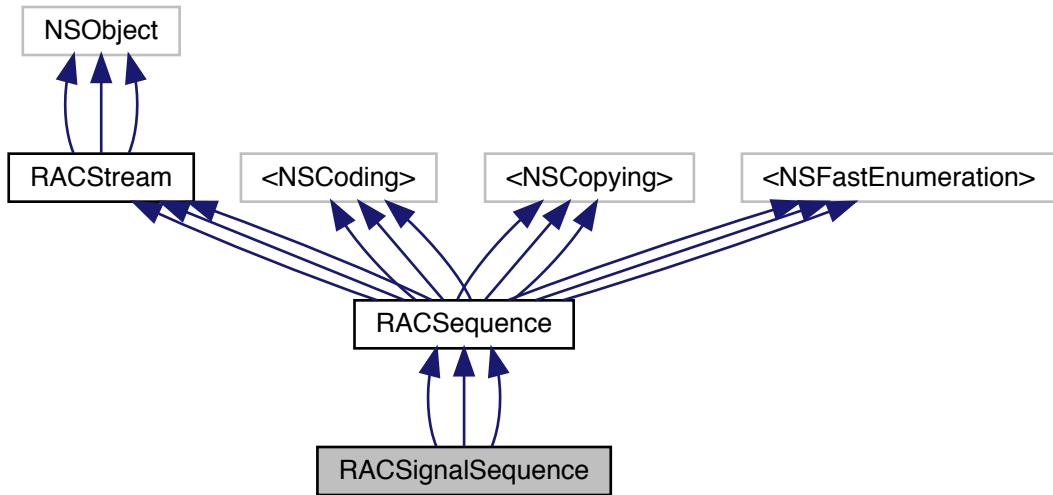 NSObject
RACStream
<NSCoding>
<NSCopying>
<NSFastEnumeration>
RACSequence
RACSignalSequence